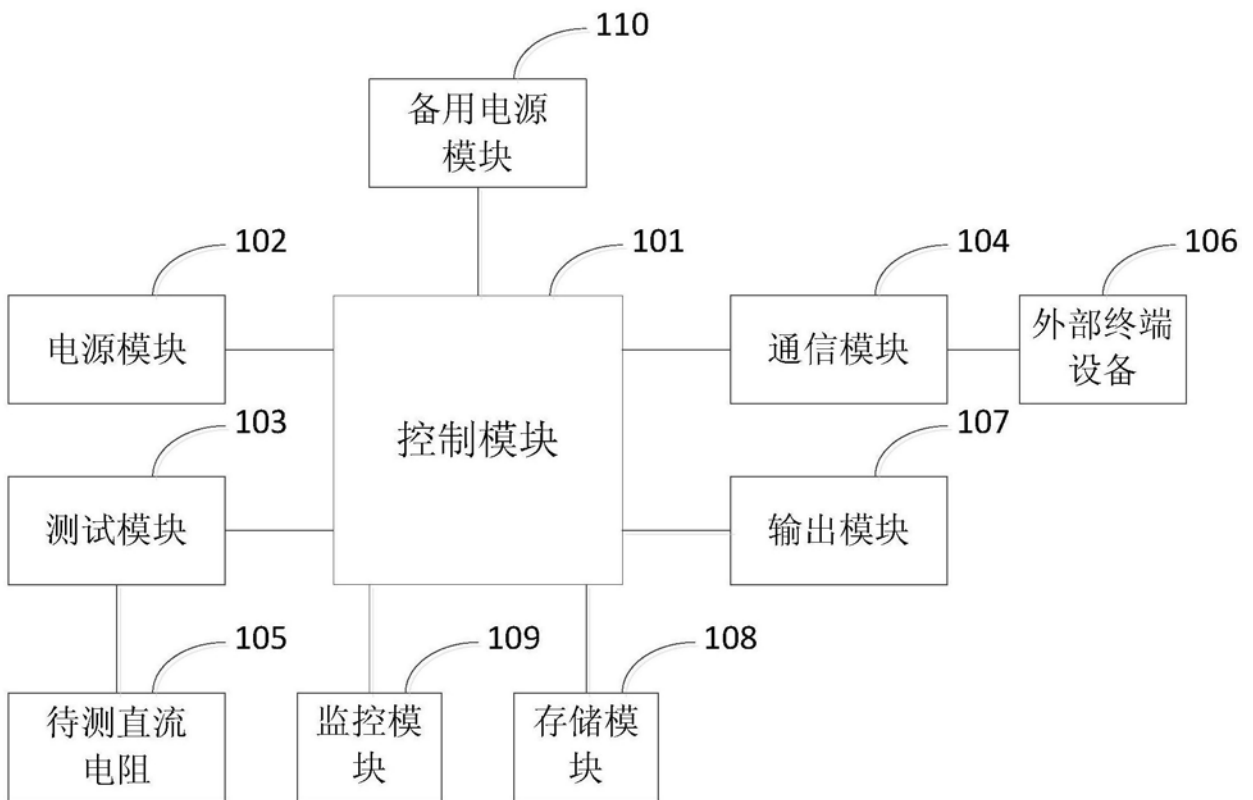 110
备用电源
模块
102
101
104
106
电源模块
通信模块
外部终端
设备
控制模块
103
107
测试模块
输出模块
105
109
108
待测直流
电阻
监控模
块
存储模
块